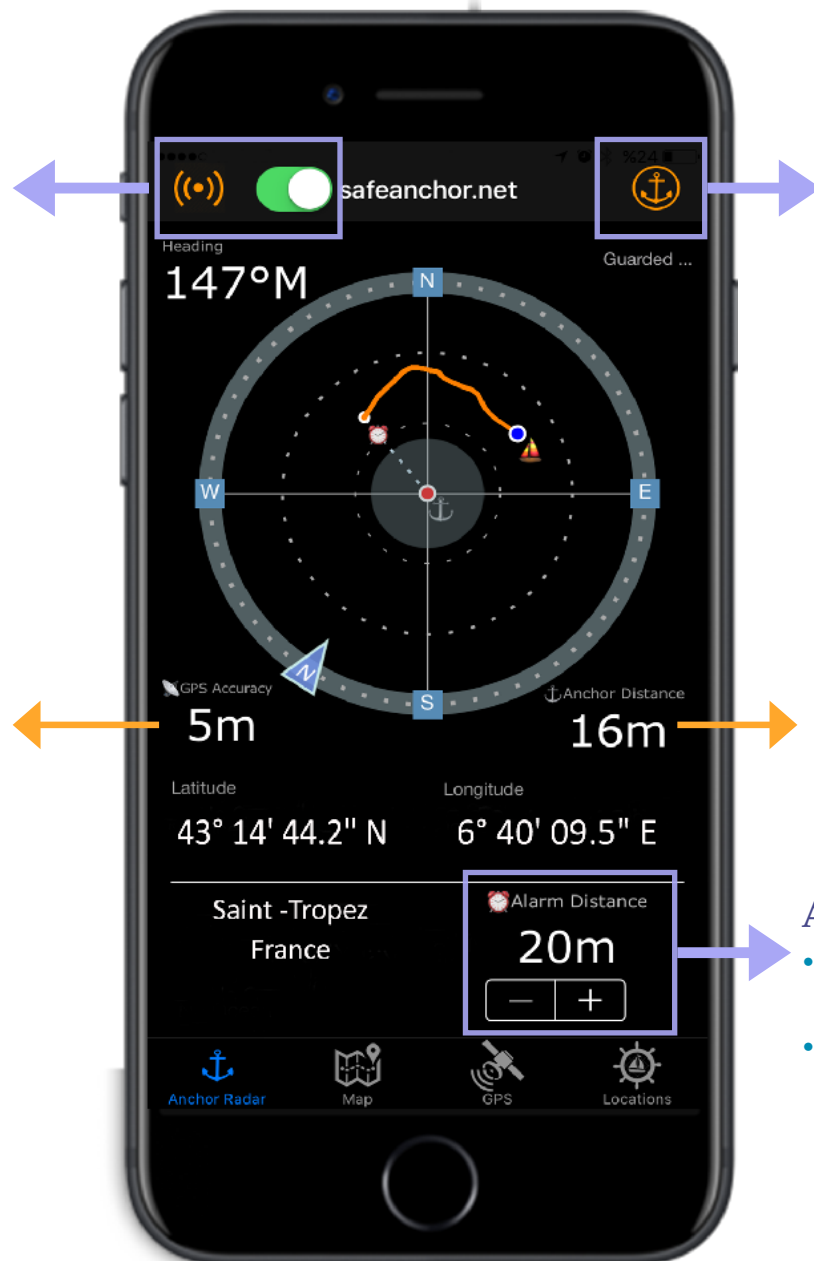 %24
safeanchor.net
Heading
147°M
Guarded ...
N
W
E
N
S
GPS Accuracy
5m
Anchor Distance
16m
Latitude
Longitude
43° 14' 44.2" N
6° 40' 09.5" E
Saint -Tropez
France
Alarm Distance
20m
− +
A
•
•
Anchor Radar
Map
GPS
Locations